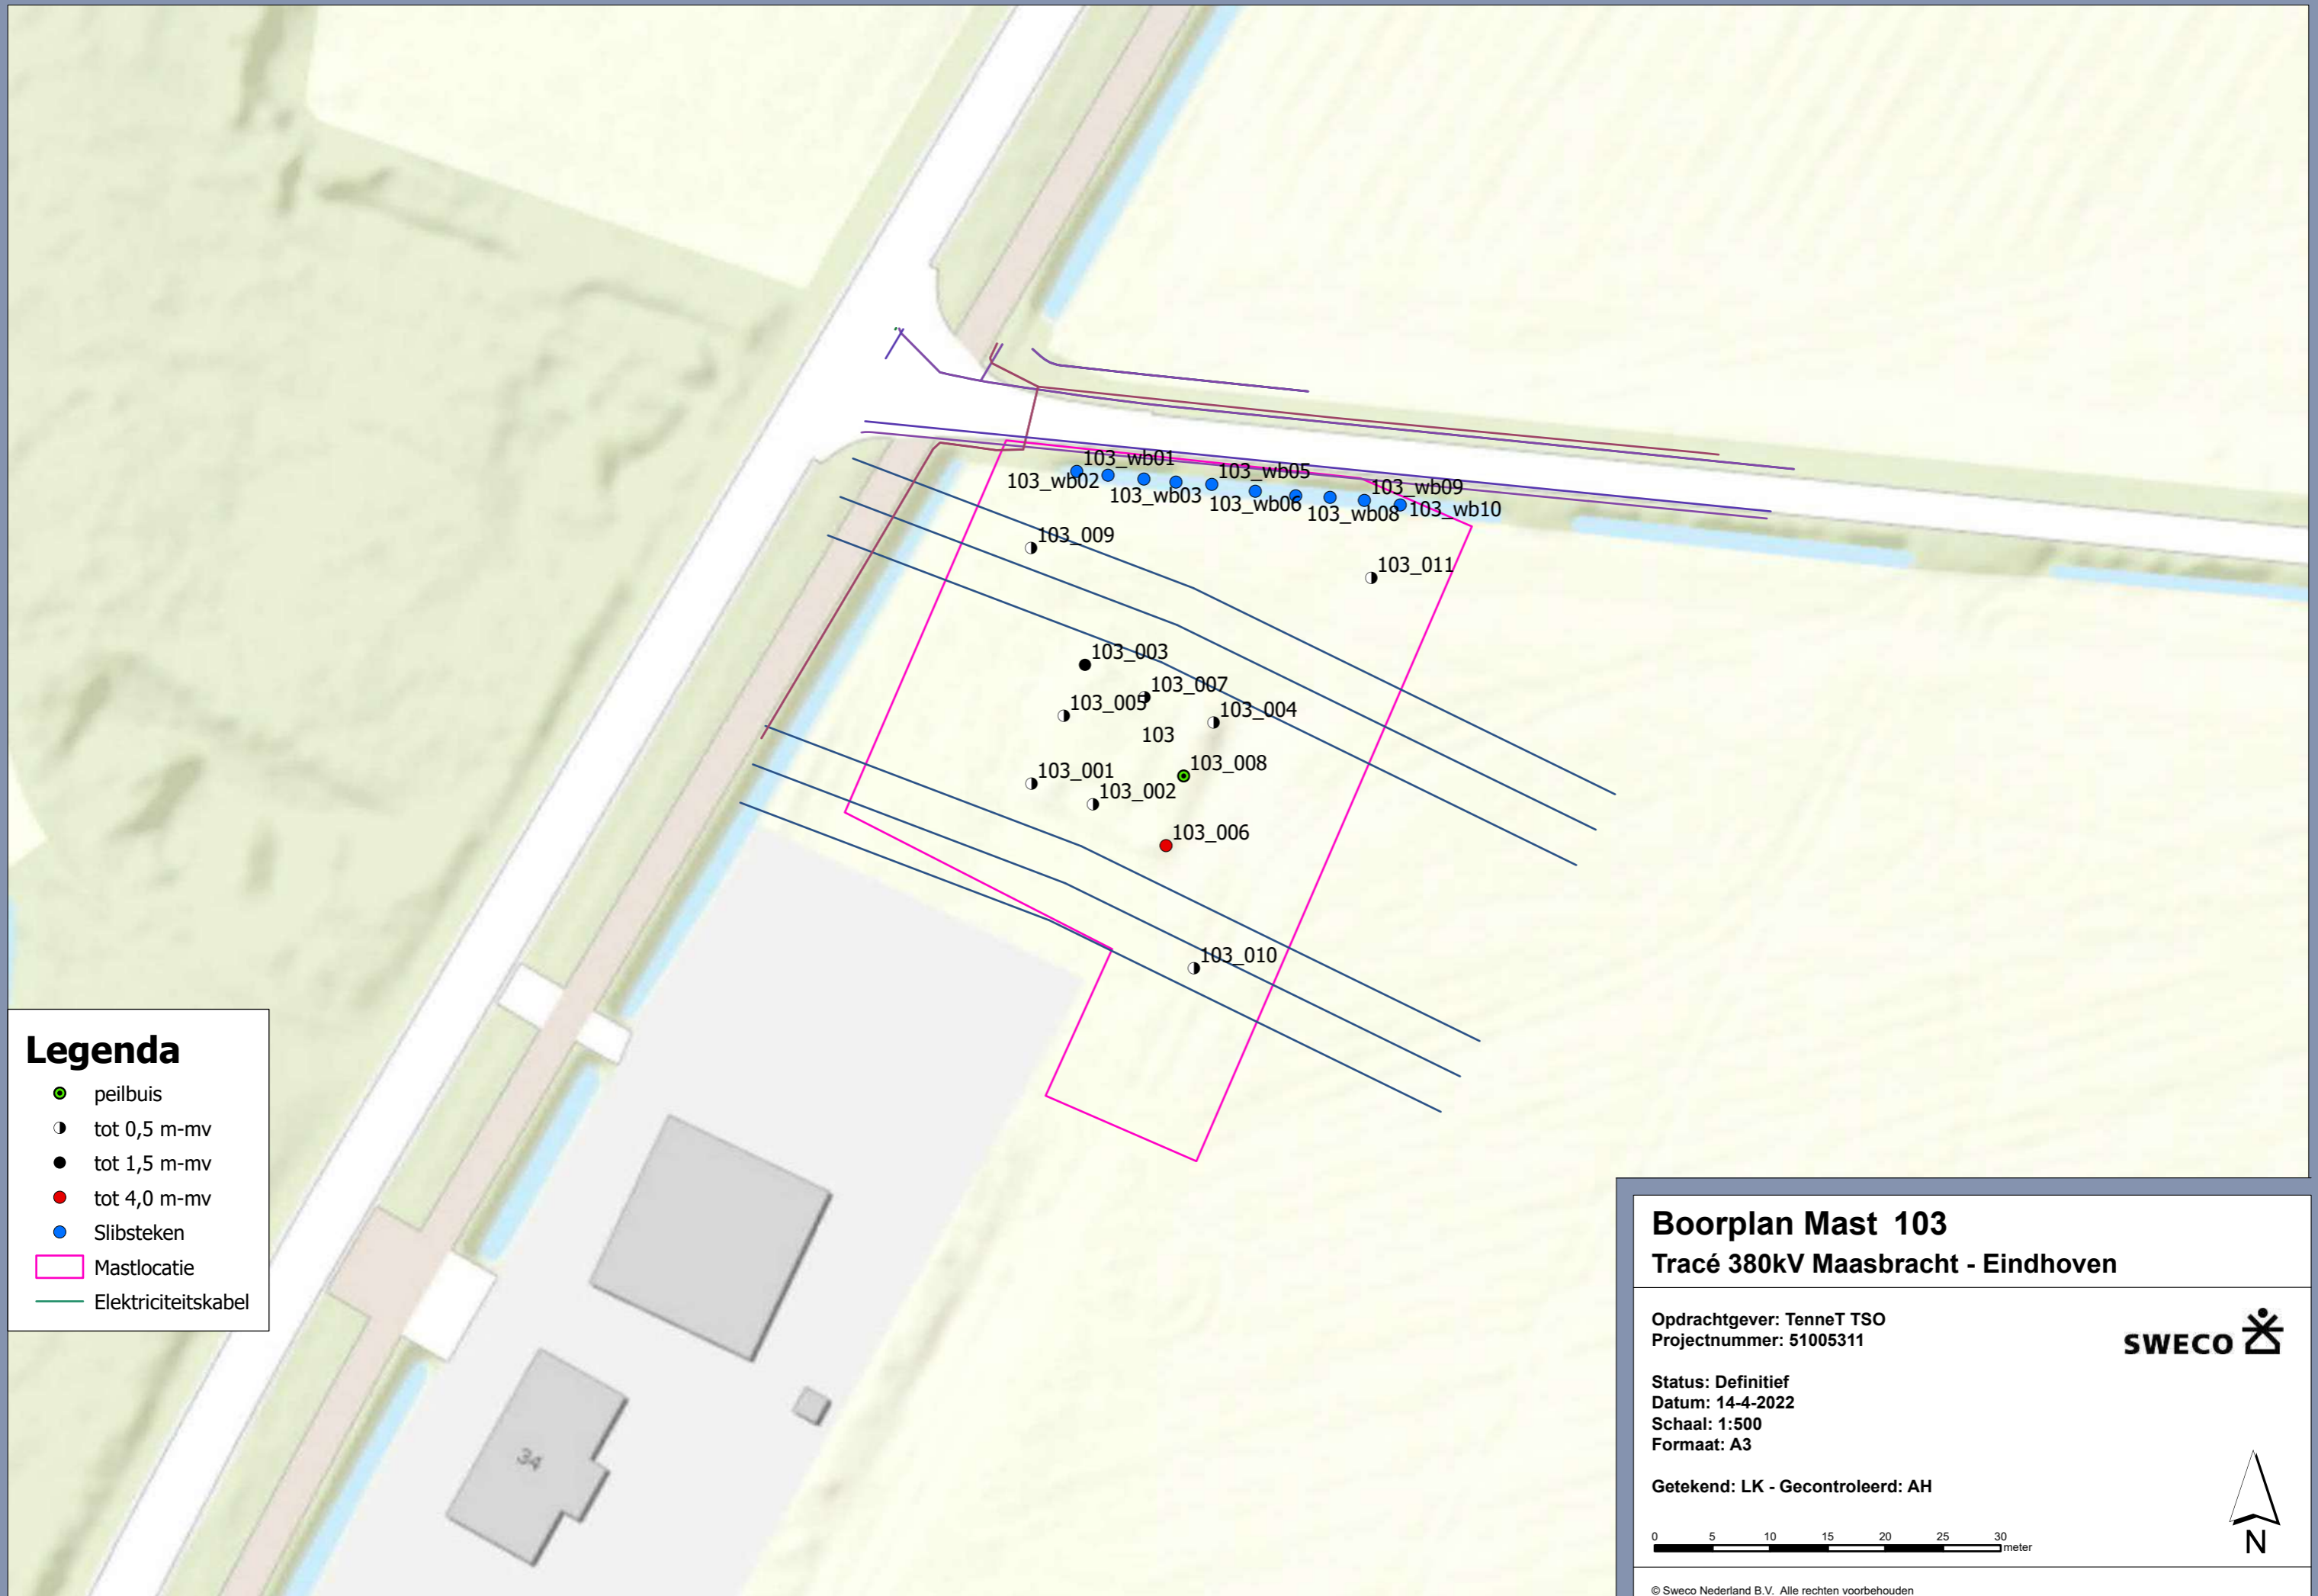 103_wb01
103_wb05
103_wb02
103_wb03
103_wb06
103_wb09
103_wb08
103_wb10
103_009
103_011
103_003
103_007
103_005
103_004
103
103_008
103_001
103_002
103_006
103_010
34
Legenda
peilbuis
tot 0,5 m-mv
tot 1,5 m-mv
tot 4,0 m-mv
Slibsteken
Mastlocatie
Elektriciteitskabel
Boorplan Mast 103
Tracé 380kV Maasbracht - Eindhoven
Opdrachtgever: TenneT TSO
Projectnummer: 51005311
SWECO
Status: Definitief
Datum: 14-4-2022
Schaal: 1:500
Formaat: A3
Getekend: LK - Gecontroleerd: AH
0 5 10 15 20 25 30
meter
N
© Sweco Nederland B.V. Alle rechten voorbehouden